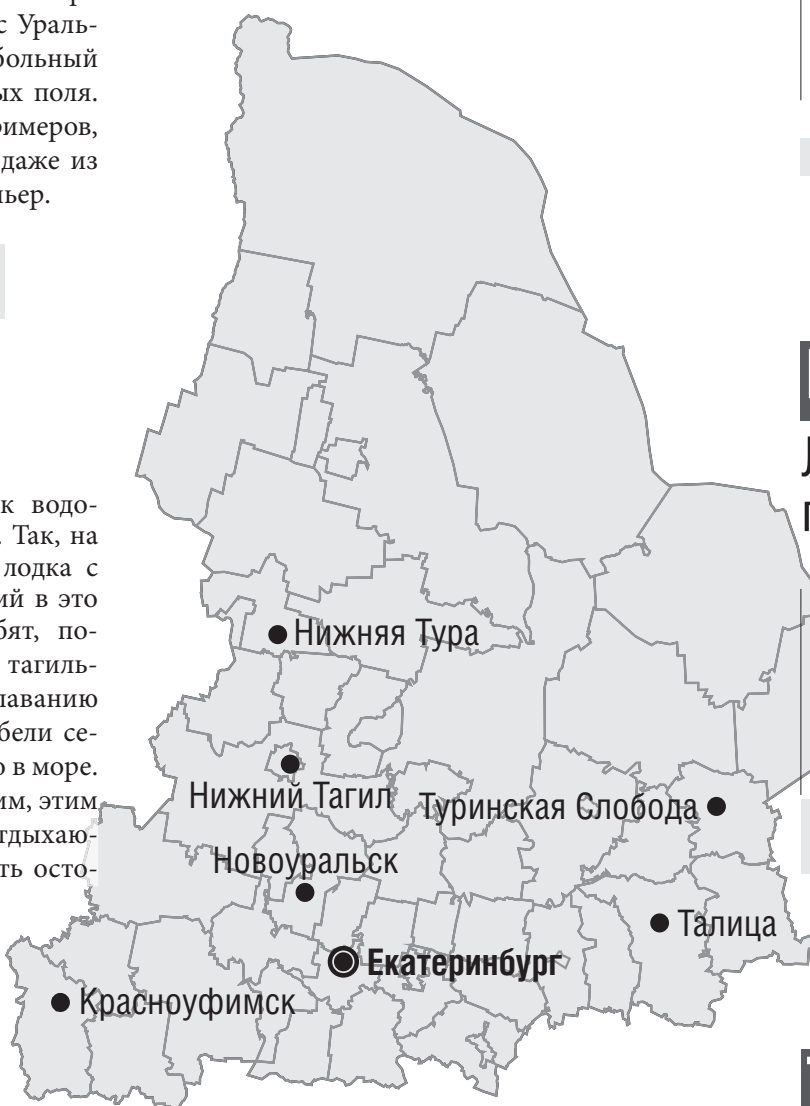 с Ураль-
больный
ых поля.
римеров,
даже из
ьер.
к водо-
. Так, на
лодка с
ий в это
бят, по-
тагиль-
лаванию
бели се-
о в море.
им, этим
тдыхаю-
ть осто-
Нижняя Тура
Нижний Тагил
Туринская Слобода
Новоуральск
Талица
Екатеринбург
Красноуфимск